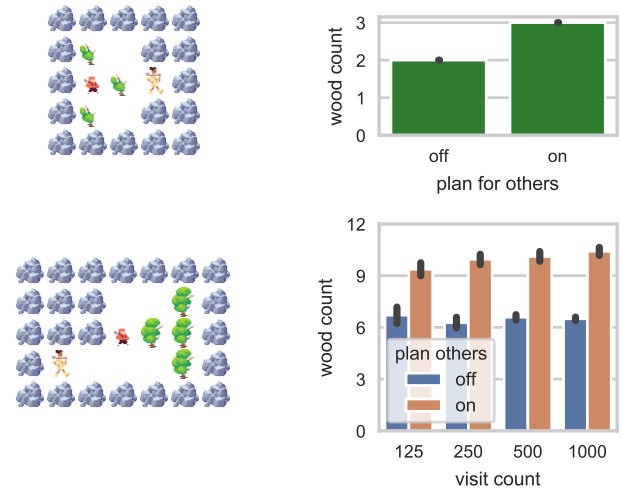 3
2
1
0
wood count
off
on
plan for others
12
9
6
3
0
wood count
plan others
off
on
125
250
500
1000
visit count